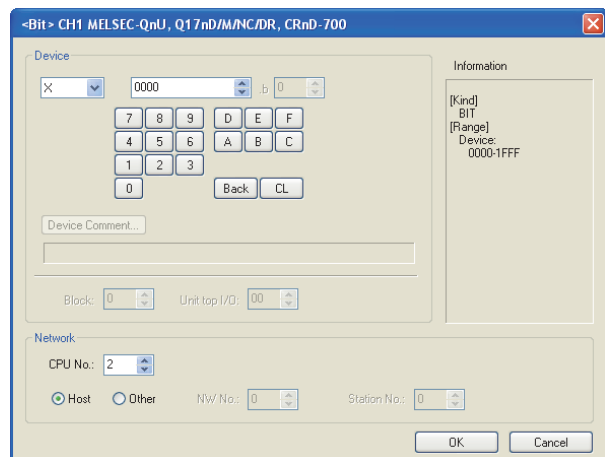 <Bit> CH1 MELSEC-QnU, Q17nD/M/NC/DR, CRnD-700
Device
X 0000 .b 0
7 8 9 D E F
4 5 6 A B C
1 2 3
0 Back CL
Device Comment...
Block: 0 Unit top I/O: 00
Information
[Kind]
BIT
[Range]
Device:
0000-1FFF
Network
CPU No.: 2
Host Other NW No.: 0 Station No.: 0
OK Cancel